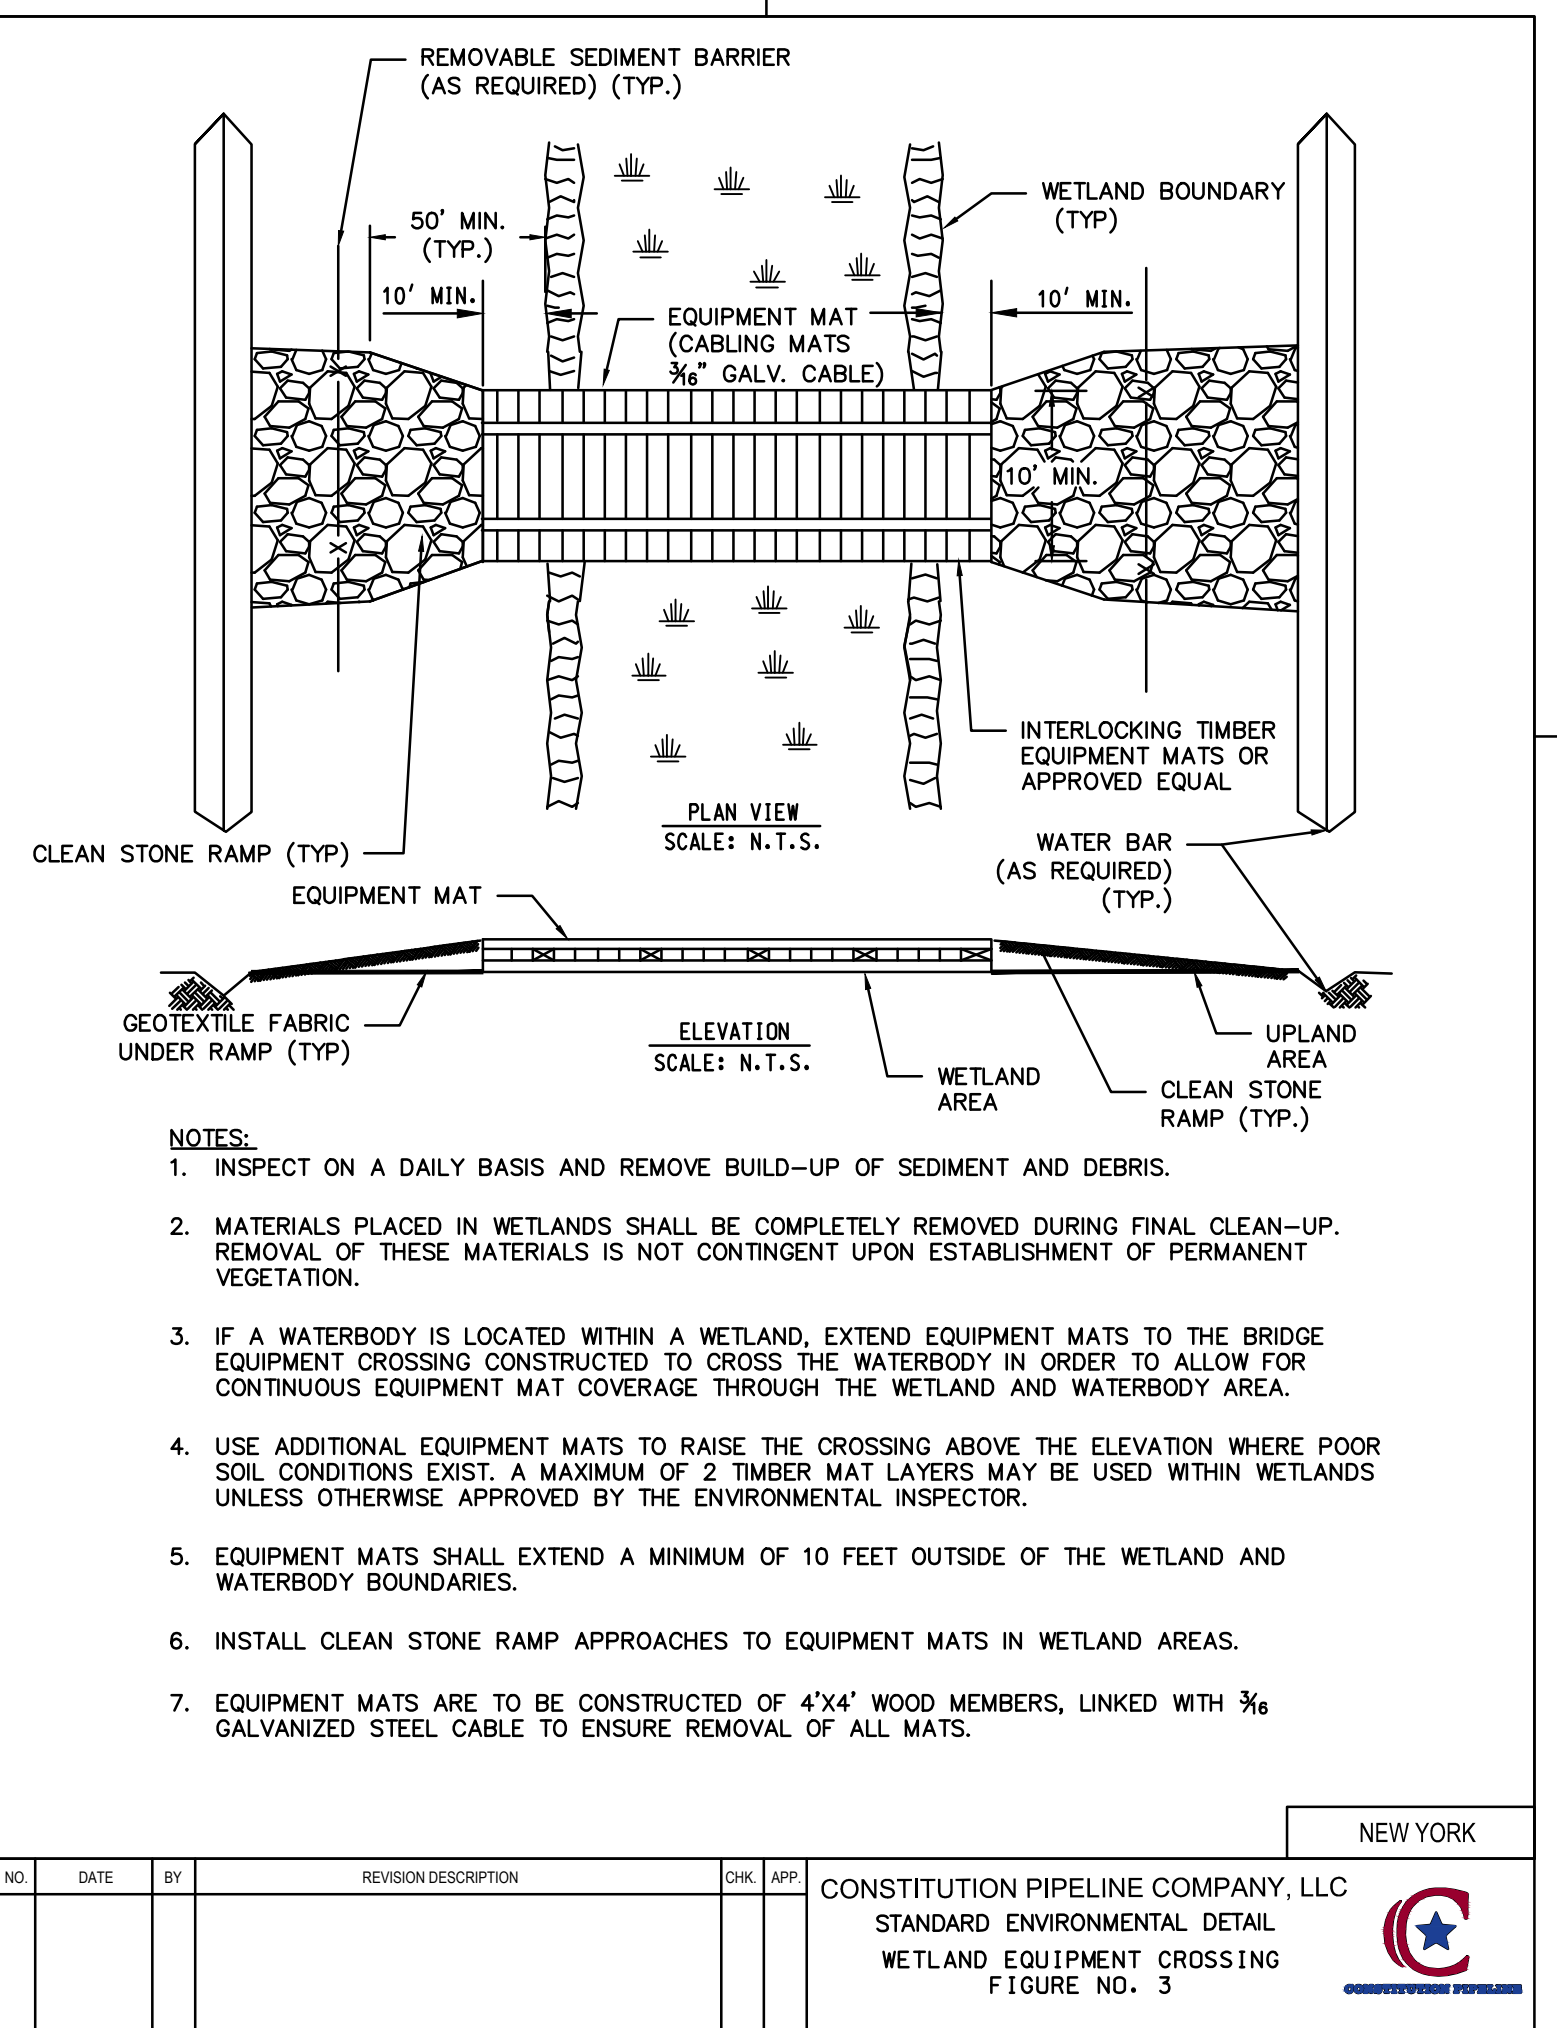 REMOVABLE SEDIMENT BARRIER
(AS REQUIRED) (TYP.)
WETLAND BOUNDARY
(TYP)
50' MIN.
(TYP.)
10' MIN.
10' MIN.
EQUIPMENT MAT
(CABLING MATS
3/16" GALV. CABLE)
10' MIN.
INTERLOCKING TIMBER
EQUIPMENT MATS OR
APPROVED EQUAL
PLAN VIEW
SCALE: N.T.S.
CLEAN STONE RAMP (TYP)
WATER BAR
(AS REQUIRED)
(TYP.)
EQUIPMENT MAT
GEOTEXTILE FABRIC
UNDER RAMP (TYP)
ELEVATION
SCALE: N.T.S.
WETLAND
AREA
UPLAND
AREA
CLEAN STONE
RAMP (TYP.)
NOTES:
1. INSPECT ON A DAILY BASIS AND REMOVE BUILD-UP OF SEDIMENT AND DEBRIS.
2. MATERIALS PLACED IN WETLANDS SHALL BE COMPLETELY REMOVED DURING FINAL CLEAN-UP.
REMOVAL OF THESE MATERIALS IS NOT CONTINGENT UPON ESTABLISHMENT OF PERMANENT
VEGETATION.
3. IF A WATERBODY IS LOCATED WITHIN A WETLAND, EXTEND EQUIPMENT MATS TO THE BRIDGE
EQUIPMENT CROSSING CONSTRUCTED TO CROSS THE WATERBODY IN ORDER TO ALLOW FOR
CONTINUOUS EQUIPMENT MAT COVERAGE THROUGH THE WETLAND AND WATERBODY AREA.
4. USE ADDITIONAL EQUIPMENT MATS TO RAISE THE CROSSING ABOVE THE ELEVATION WHERE POOR
SOIL CONDITIONS EXIST. A MAXIMUM OF 2 TIMBER MAT LAYERS MAY BE USED WITHIN WETLANDS
UNLESS OTHERWISE APPROVED BY THE ENVIRONMENTAL INSPECTOR.
5. EQUIPMENT MATS SHALL EXTEND A MINIMUM OF 10 FEET OUTSIDE OF THE WETLAND AND
WATERBODY BOUNDARIES.
6. INSTALL CLEAN STONE RAMP APPROACHES TO EQUIPMENT MATS IN WETLAND AREAS.
7. EQUIPMENT MATS ARE TO BE CONSTRUCTED OF 4'X4' WOOD MEMBERS, LINKED WITH 3/16
GALVANIZED STEEL CABLE TO ENSURE REMOVAL OF ALL MATS.
NEW YORK
NO. DATE BY REVISION DESCRIPTION CHK. APP.
CONSTITUTION PIPELINE COMPANY, LLC
STANDARD ENVIRONMENTAL DETAIL
WETLAND EQUIPMENT CROSSING
FIGURE NO. 3
CONSTITUTION PIPELINE